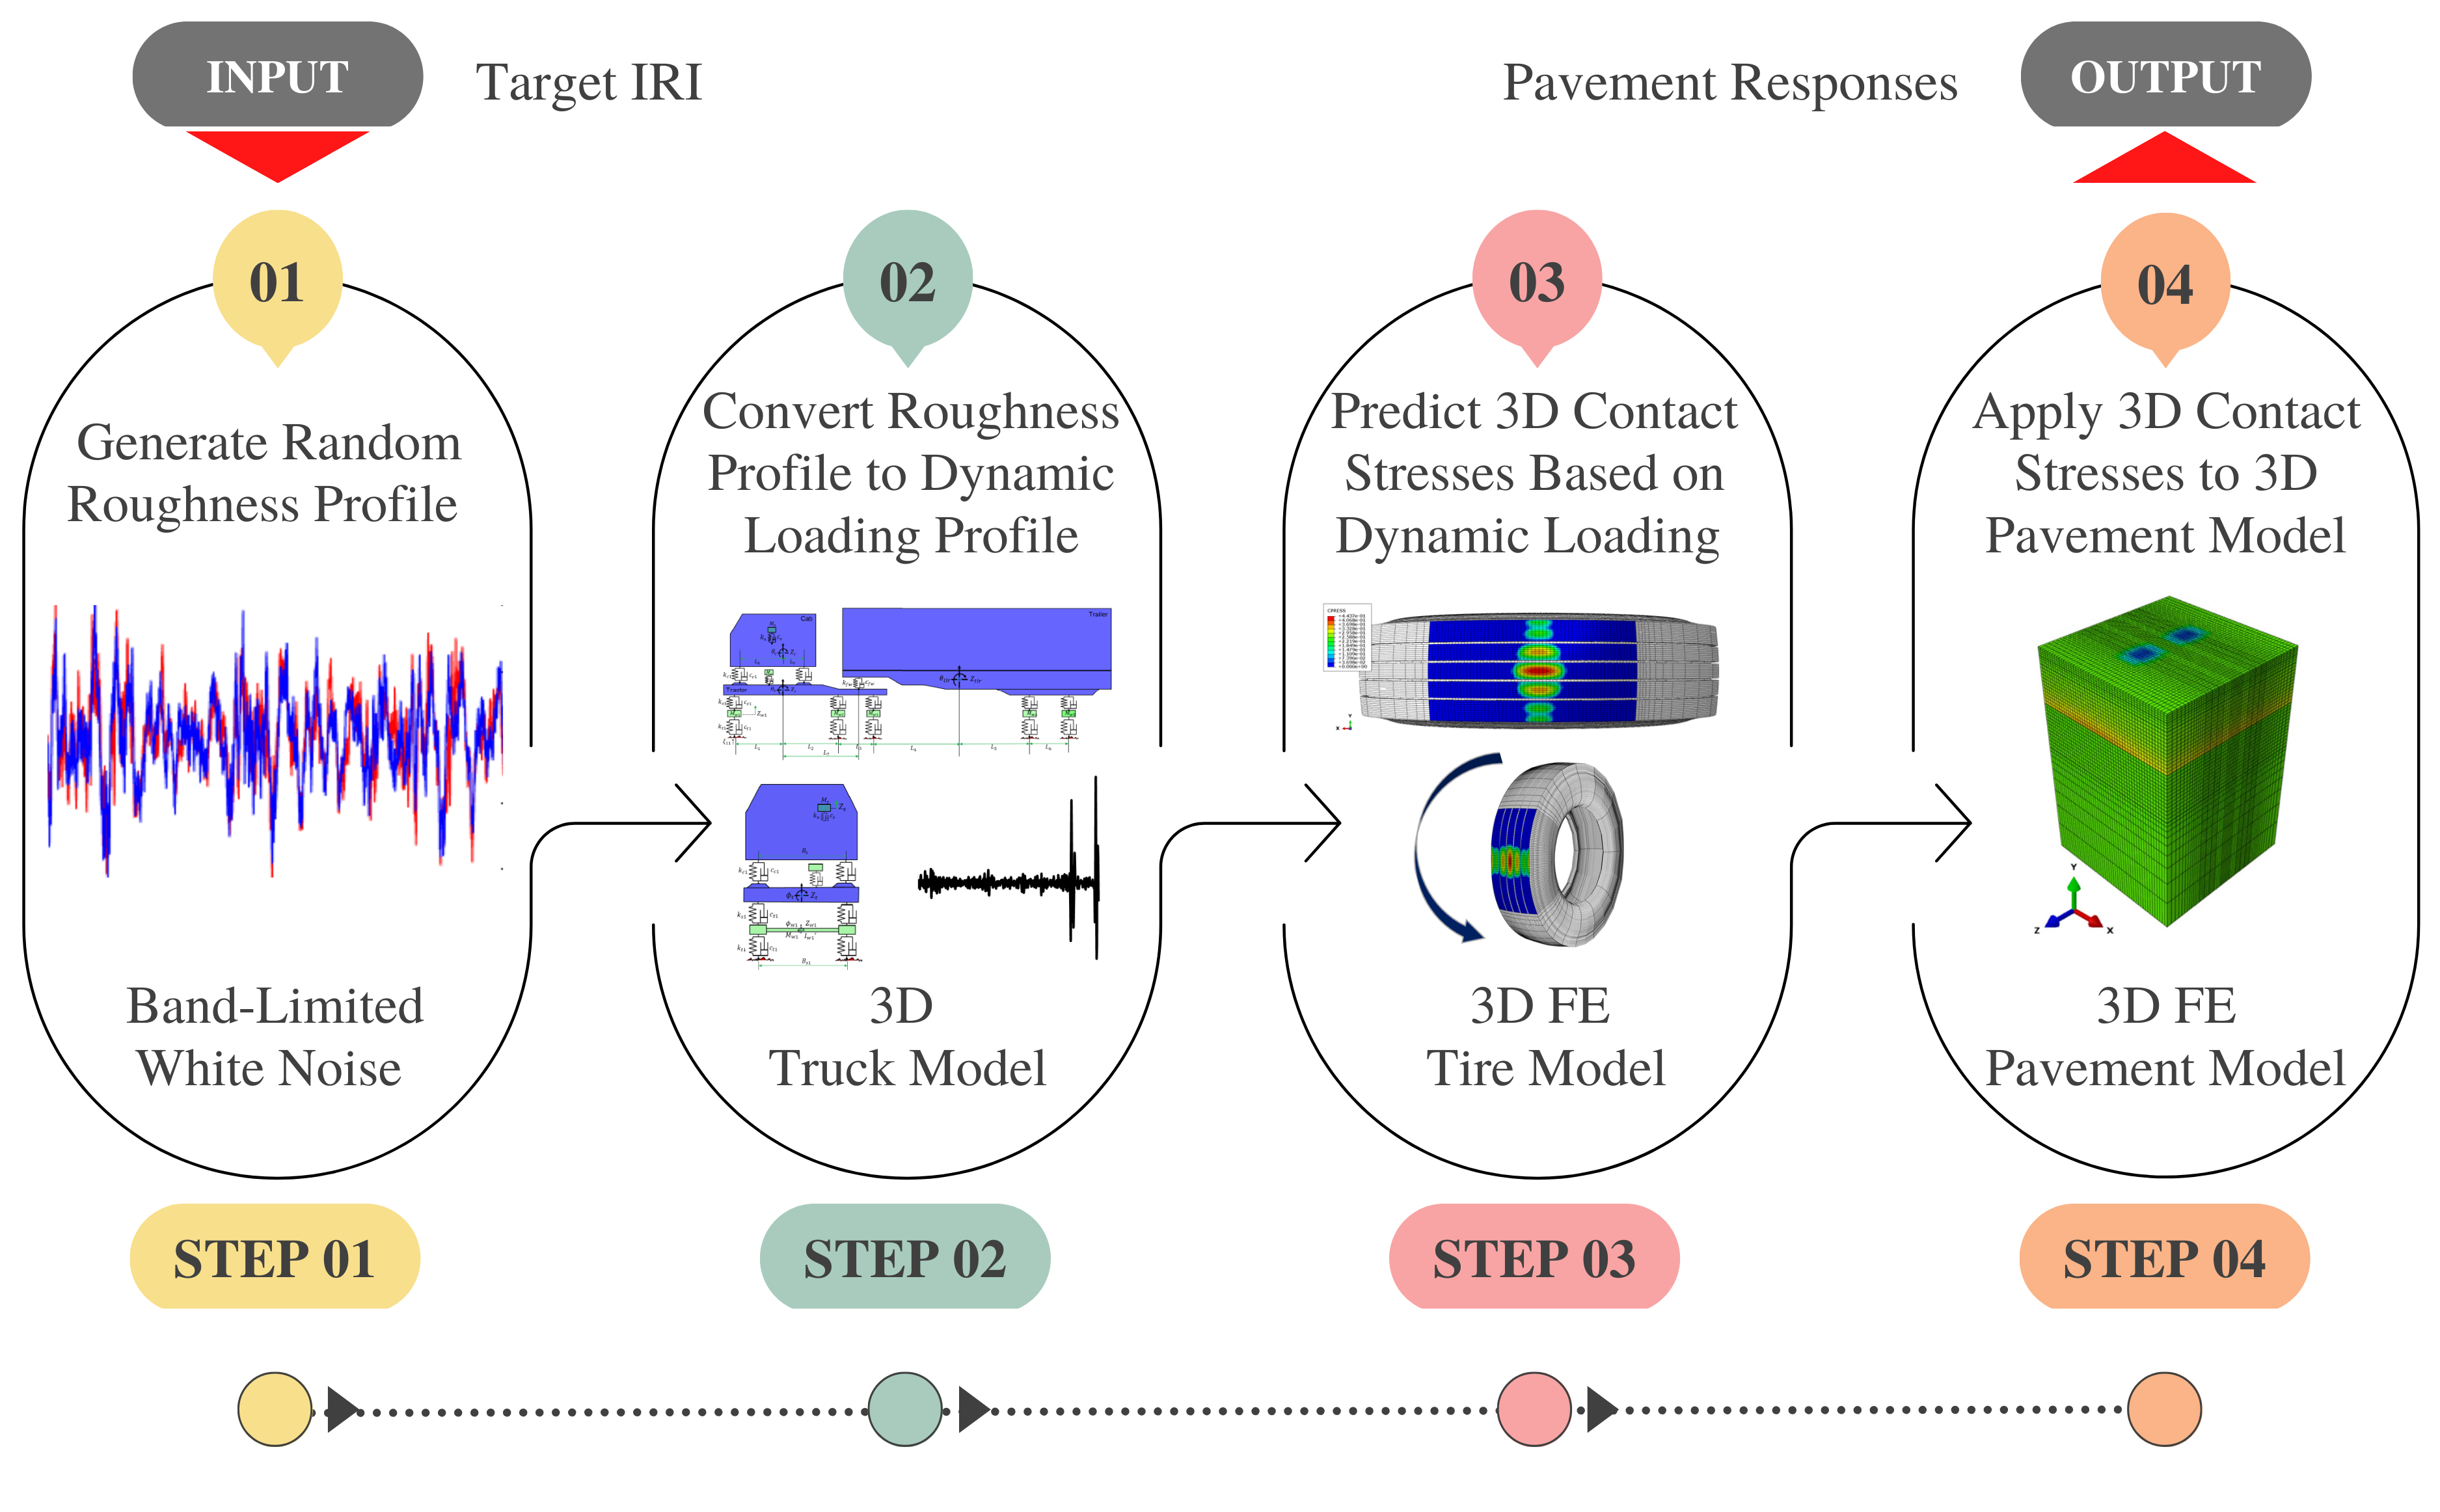 INPUT
Target IRI
Pavement Responses
OUTPUT
01
Generate Random
Roughness Profile
Band-Limited
White Noise
STEP 01
02
Convert Roughness
Profile to Dynamic
Loading Profile
Cab
Trailer
Tractor
3D
Truck Model
STEP 02
03
Predict 3D Contact
Stresses Based on
Dynamic Loading
CPRESS
Y
X
3D FE
Tire Model
STEP 03
04
Apply 3D Contact
Stresses to 3D
Pavement Model
Y
Z
X
3D FE
Pavement Model
STEP 04